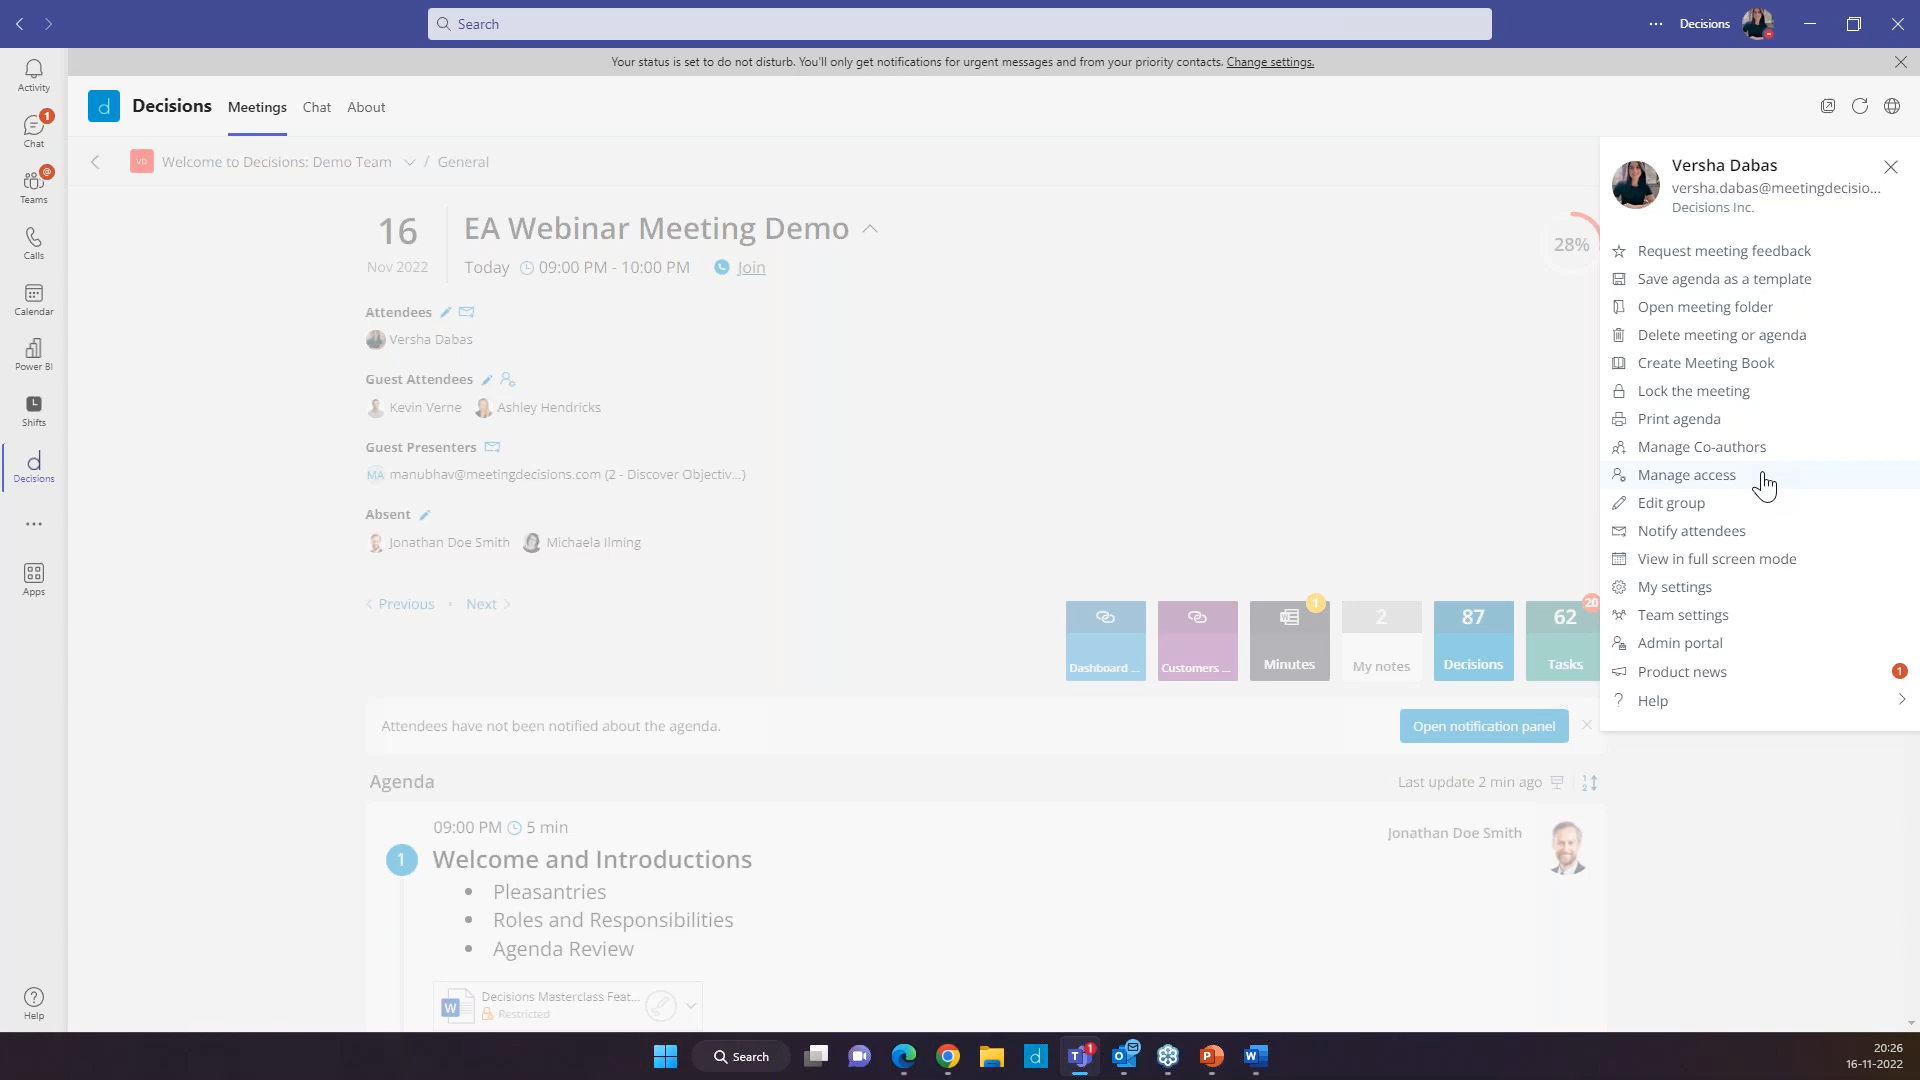 Search
Decisions
Your status is set to do not disturb. You'll only get notifications for urgent messages and from your priority contacts. Change settings.
Activity
1
Chat
@
Teams
Calls
Calendar
Power BI
Shifts
d
Decisions
Apps
Help
d Decisions Meetings Chat About
VD Welcome to Decisions: Demo Team / General
16
Nov 2022
EA Webinar Meeting Demo
Today 09:00 PM - 10:00 PM Join
28%
Attendees
Versha Dabas
Guest Attendees
Kevin Verne Ashley Hendricks
Guest Presenters
MA manubhav@meetingdecisions.com (2 - Discover Objectiv...)
Absent
Jonathan Doe Smith Michaela Ilming
< Previous • Next >
Dashboard ...
Customers ...
1
Minutes
2
My notes
87
Decisions
20
62
Tasks
Attendees have not been notified about the agenda.
Open notification panel
Agenda
Last update 2 min ago
09:00 PM 5 min
Jonathan Doe Smith
1 Welcome and Introductions
• Pleasantries
• Roles and Responsibilities
• Agenda Review
Decisions Masterclass Feat...
Restricted
Versha Dabas
versha.dabas@meetingdecisio...
Decisions Inc.
Request meeting feedback
Save agenda as a template
Open meeting folder
Delete meeting or agenda
Create Meeting Book
Lock the meeting
Print agenda
Manage Co-authors
Manage access
Edit group
Notify attendees
View in full screen mode
My settings
Team settings
Admin portal
Product news 1
? Help
Search
d
1
20:26
16-11-2022